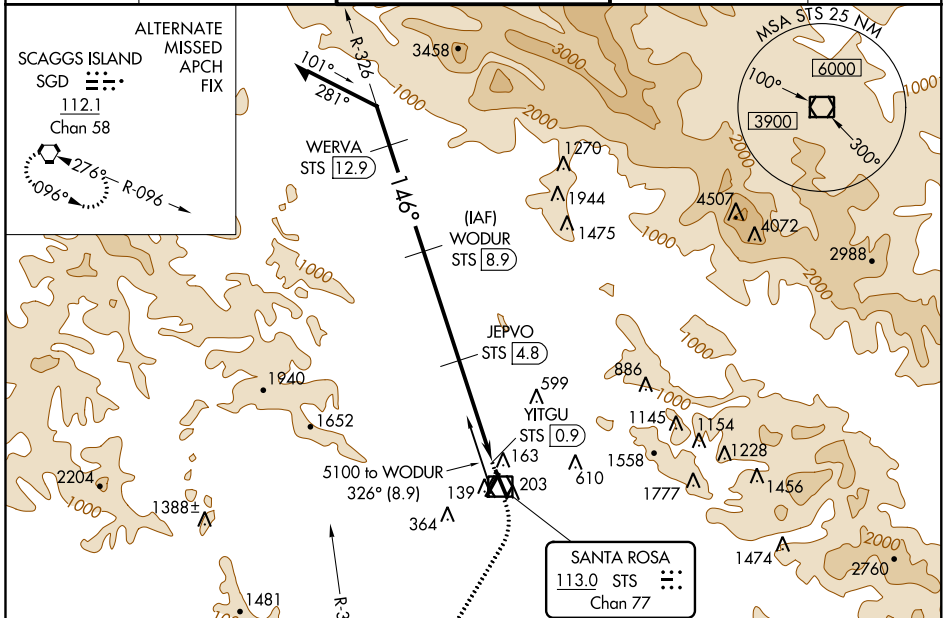 ALTERNATE
MISSED
APCH
FIX
SCAGGS ISLAND
SGD
112.1
Chan 58
276°
096°
R-096
R-326
101°
281°
3458
3000
1000
2000
MSA STS 25 NM
6000
100°
3900
300°
1000
WERVA
STS 12.9
146°
1270
1944
1475
2000
4507
4072
1000
2988
2000
(IAF)
WODUR
STS 8.9
1000
1000
JEPVO
STS 4.8
1000
886
1000
599
1940
1652
YITGU
STS 0.9
1145
1154
1228
163
1558
610
1777
1456
5100 to WODUR
326° (8.9)
139
203
2204
1000
1388±
364
1474
2000
2760
SANTA ROSA
113.0 STS
Chan 77
1481